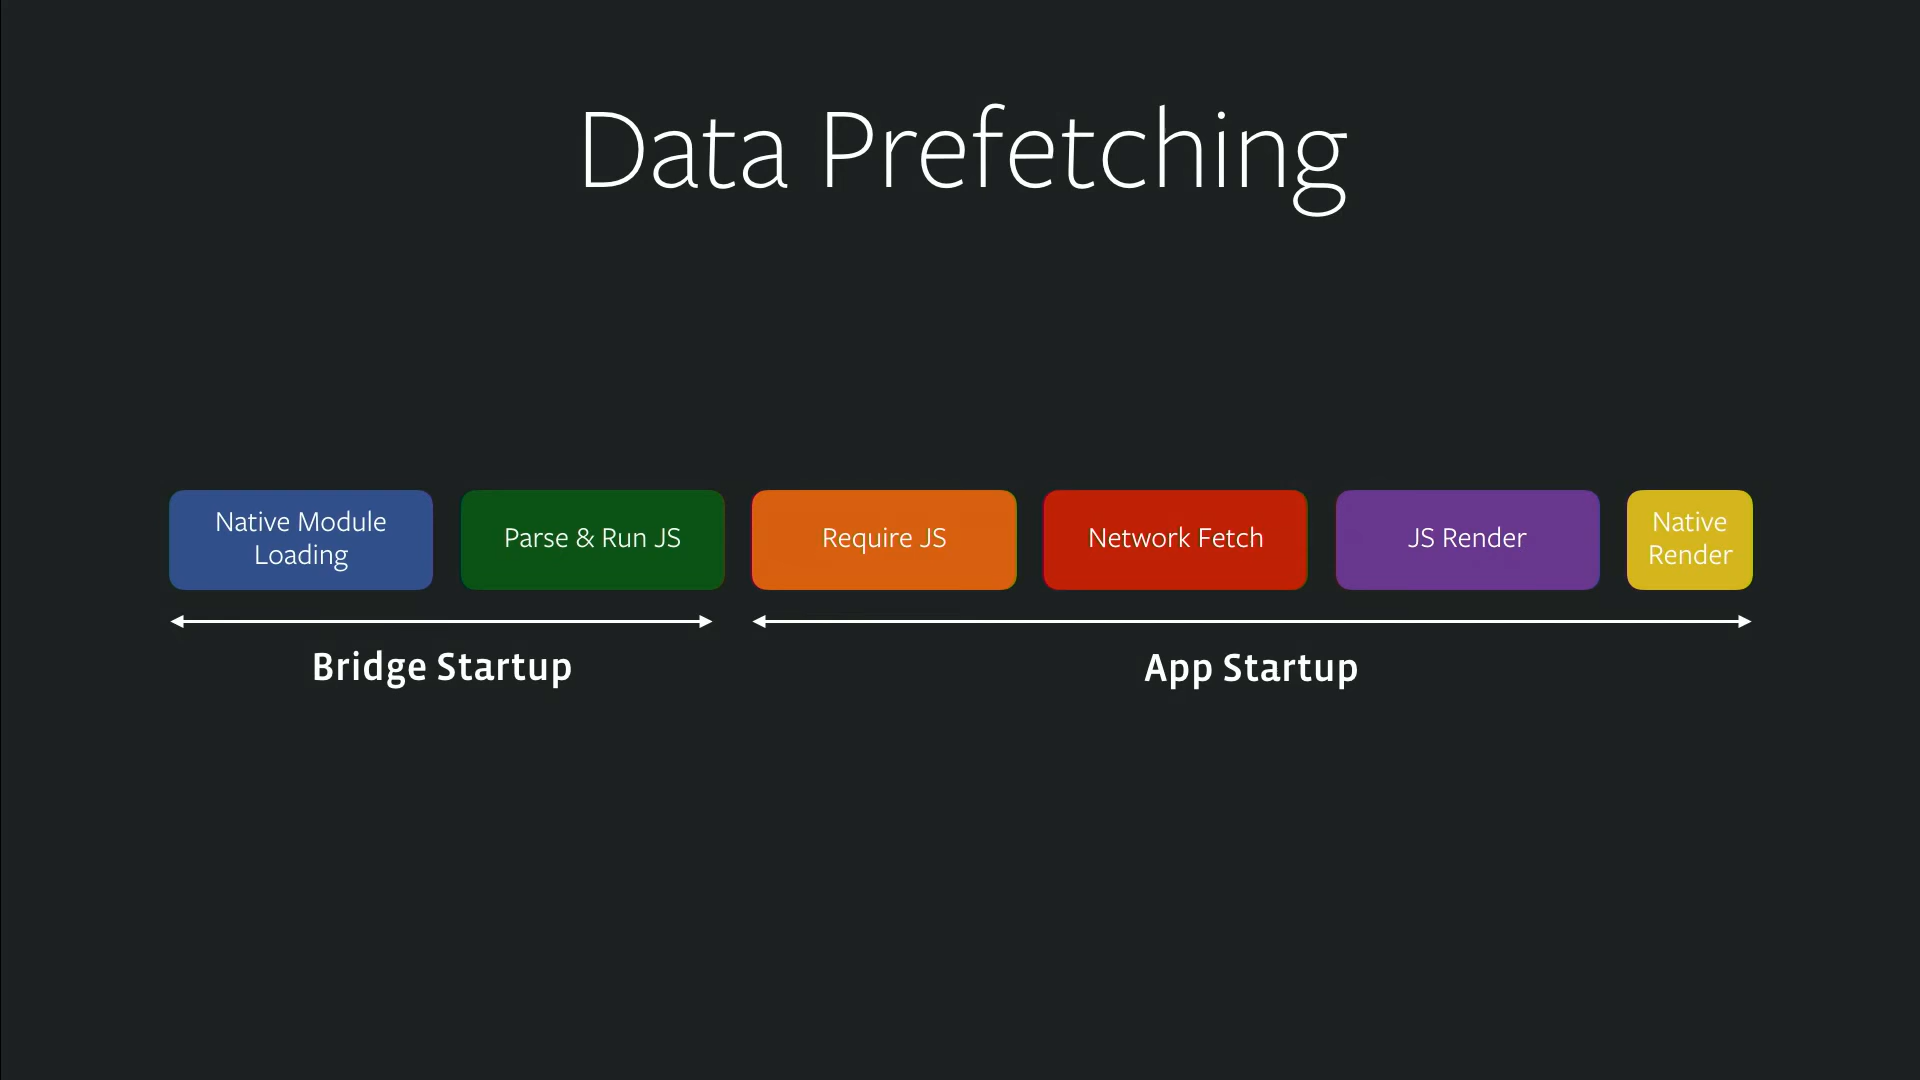 Data Prefetching
Native Module
Loading
Parse & Run JS
Require JS
Network Fetch
JS Render
Native
Render
Bridge Startup
App Startup